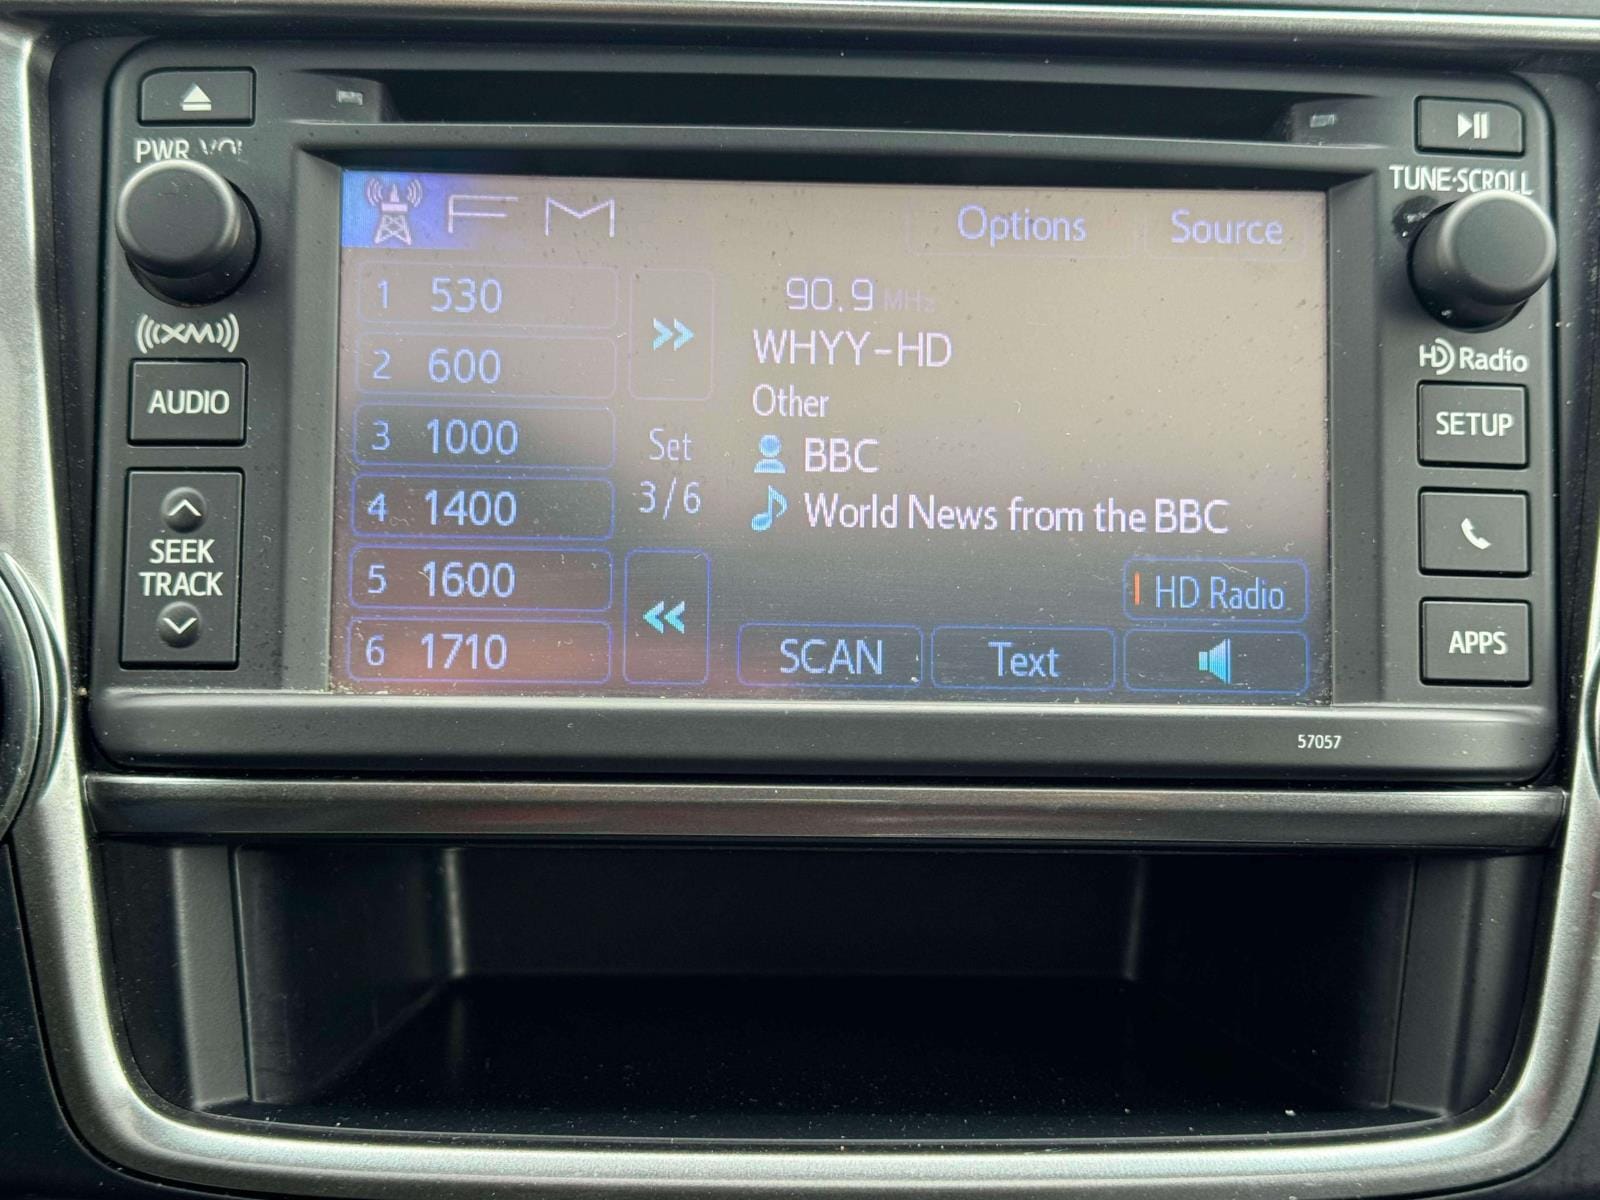 PWR VOL
TUNE·SCROLL
FM
Options
Source
1 530
2 600
3 1000
4 1400
5 1600
6 1710
Set
3/6
90.9 MHz
WHYY-HD
Other
BBC
World News from the BBC
HD Radio
SCAN
Text
((XM))
AUDIO
SEEK
TRACK
HD Radio
SETUP
APPS
57057